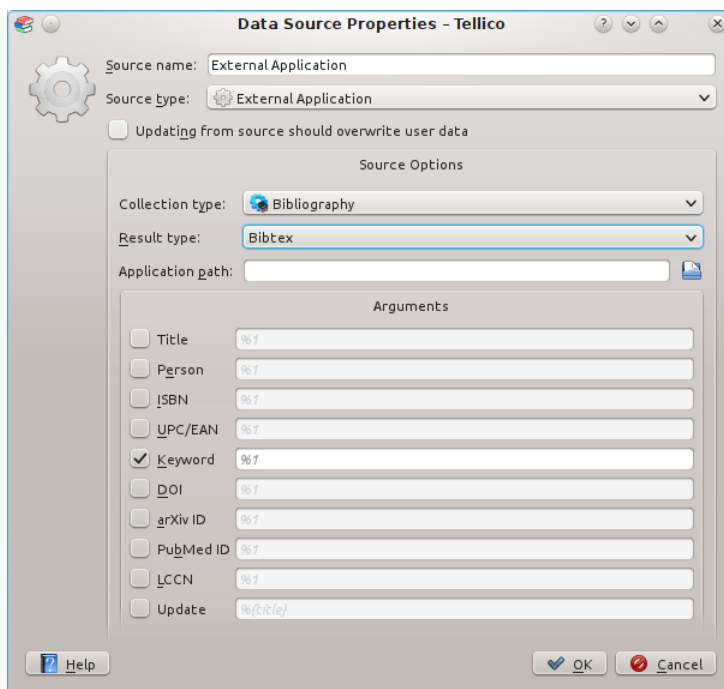 Data Source Properties – Tellico
Source name: External Application
Source type: External Application
Updating from source should overwrite user data
Source Options
Collection type: Bibliography
Result type: Bibtex
Application path:
Arguments
Title %1
Person %1
ISBN %1
UPC/EAN %1
Keyword %1
DOI %1
arXiv ID %1
PubMed ID %1
LCCN %1
Update %{title}
Help OK Cancel